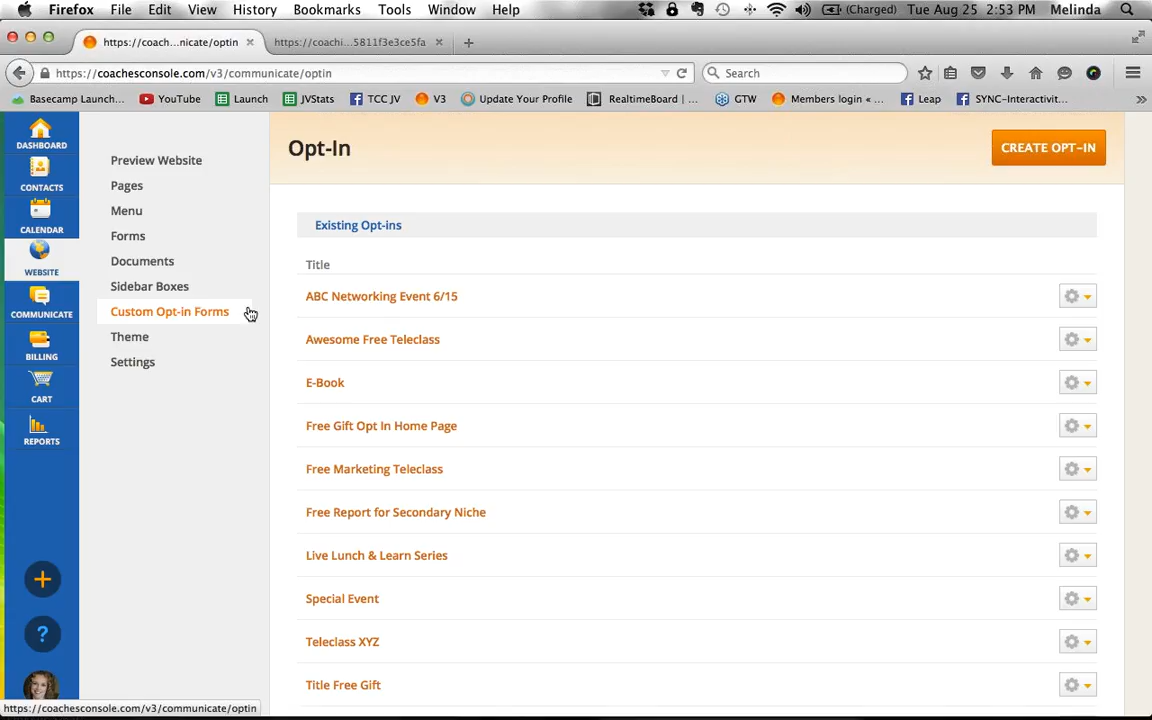 Firefox File Edit View History Bookmarks Tools Window Help (Charged) Tue Aug 25 2:53 PM Melinda
https://coach...nicate/optin × https://coachi...5811f3e3ce5fa × +
https://coachesconsole.com/v3/communicate/optin Search
Basecamp Launch... YouTube Launch JVStats TCC JV V3 Update Your Profile RealtimeBoard | ... GTW Members login « ... Leap SYNC-Interactivit... »
DASHBOARD
CONTACTS
CALENDAR
WEBSITE
COMMUNICATE
BILLING
CART
REPORTS
+
?
Preview Website
Pages
Menu
Forms
Documents
Sidebar Boxes
Custom Opt-in Forms
Theme
Settings
Opt-In
CREATE OPT-IN
Existing Opt-ins
Title
ABC Networking Event 6/15
Awesome Free Teleclass
E-Book
Free Gift Opt In Home Page
Free Marketing Teleclass
Free Report for Secondary Niche
Live Lunch & Learn Series
Special Event
Teleclass XYZ
Title Free Gift
https://coachesconsole.com/v3/communicate/optin